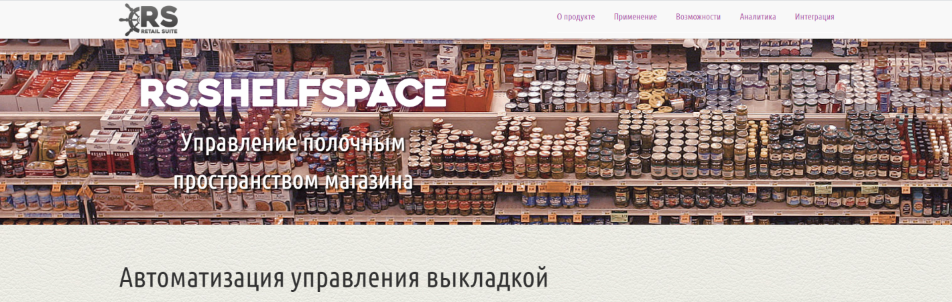 RS
RETAIL SUITE
О продукте Применение Возможности Аналитика Интеграция
RS.SHELFSPACE
Управление полочным
пространством магазина
Автоматизация управления выкладкой